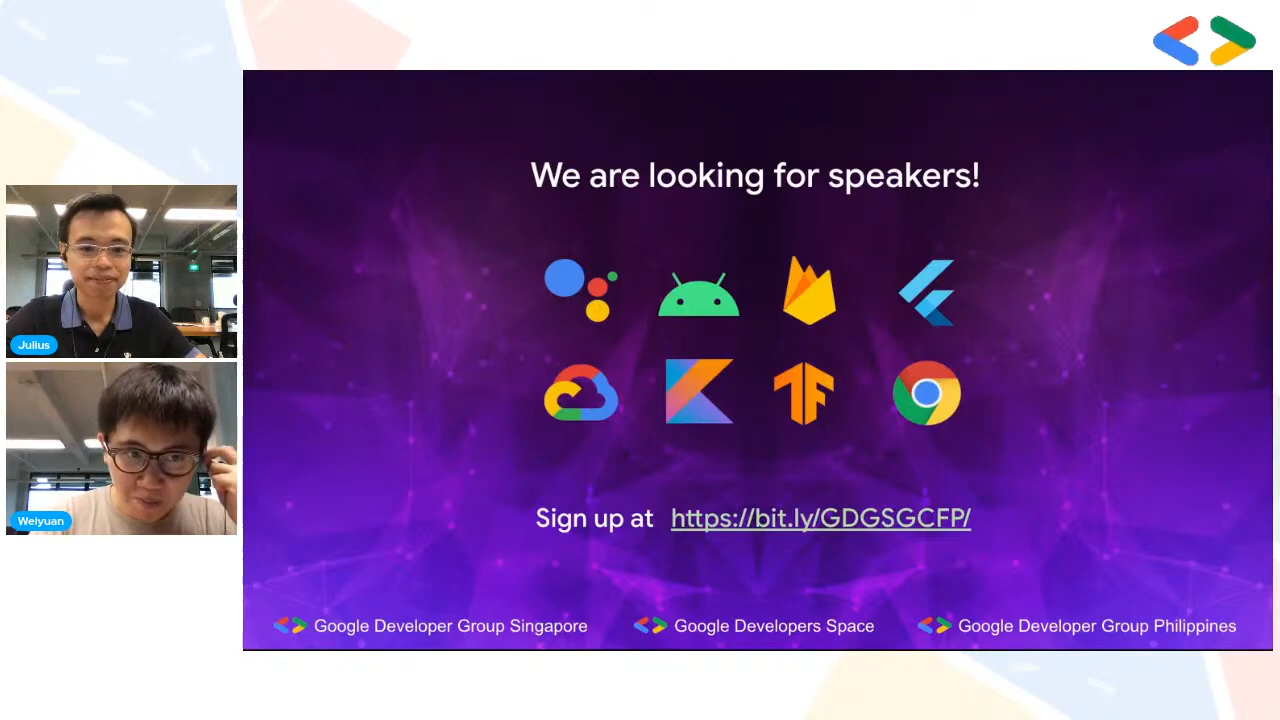 We are looking for speakers!
Sign up at https://bit.ly/GDGSGCFP/
Google Developer Group Singapore
Google Developers Space
Google Developer Group Philippines
Julius
Weiyuan